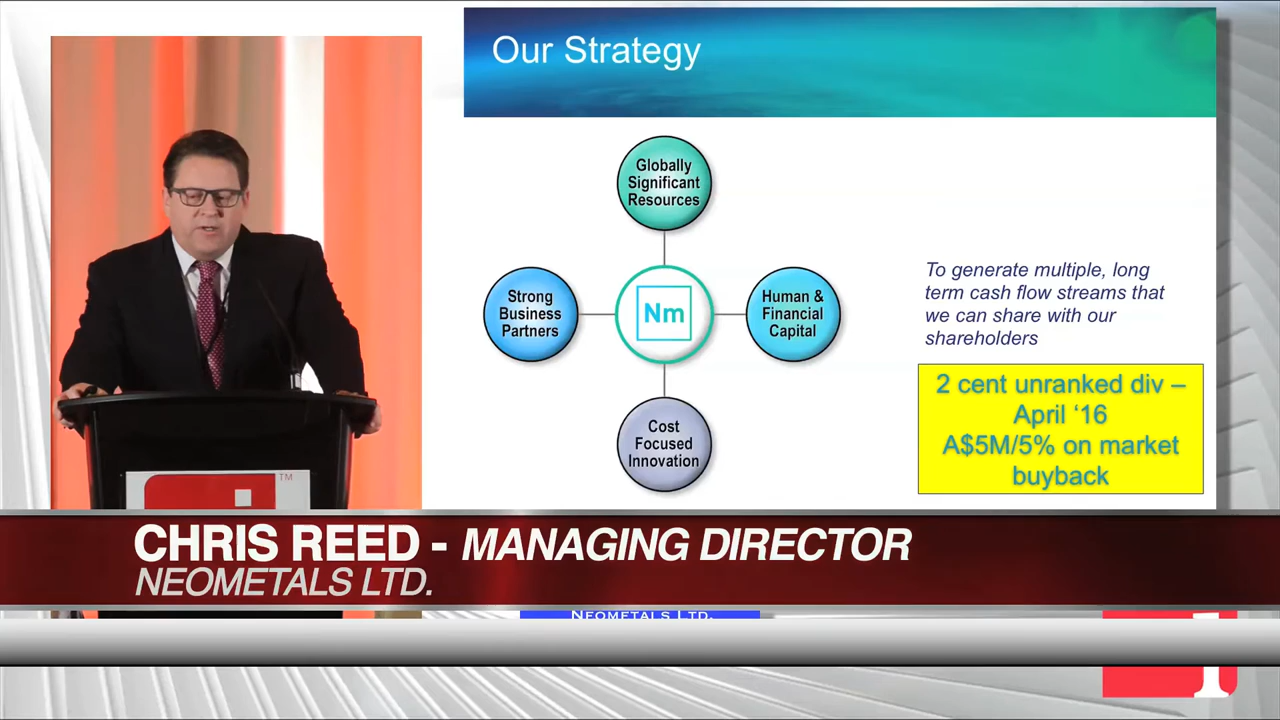 Our Strategy
Globally
Significant
Resources
Strong
Business
Partners
Nm
Human &
Financial
Capital
Cost
Focused
Innovation
To generate multiple, long
term cash flow streams that
we can share with our
shareholders
2 cent unranked div –
April ‘16
A$5M/5% on market
buyback
TM
CHRIS REED - MANAGING DIRECTOR
NEOMETALS LTD.
NEOMETALS LTD.